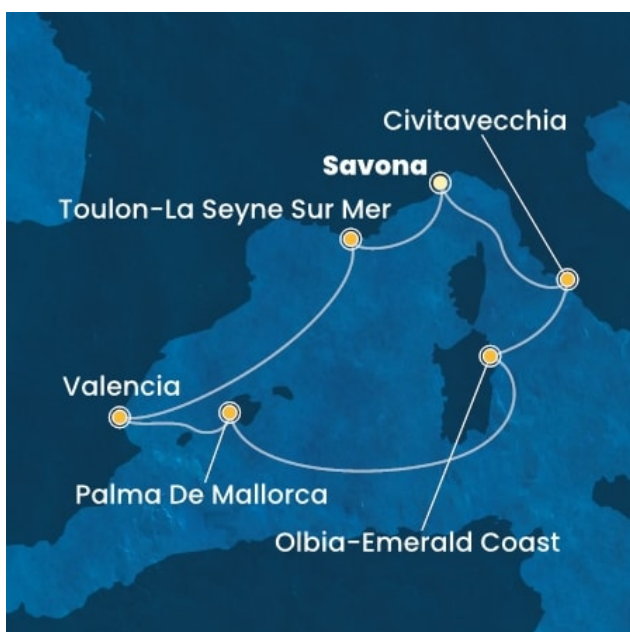 Civitavecchia
Savona
Toulon-La Seyne Sur Mer
Valencia
Palma De Mallorca
Olbia-Emerald Coast